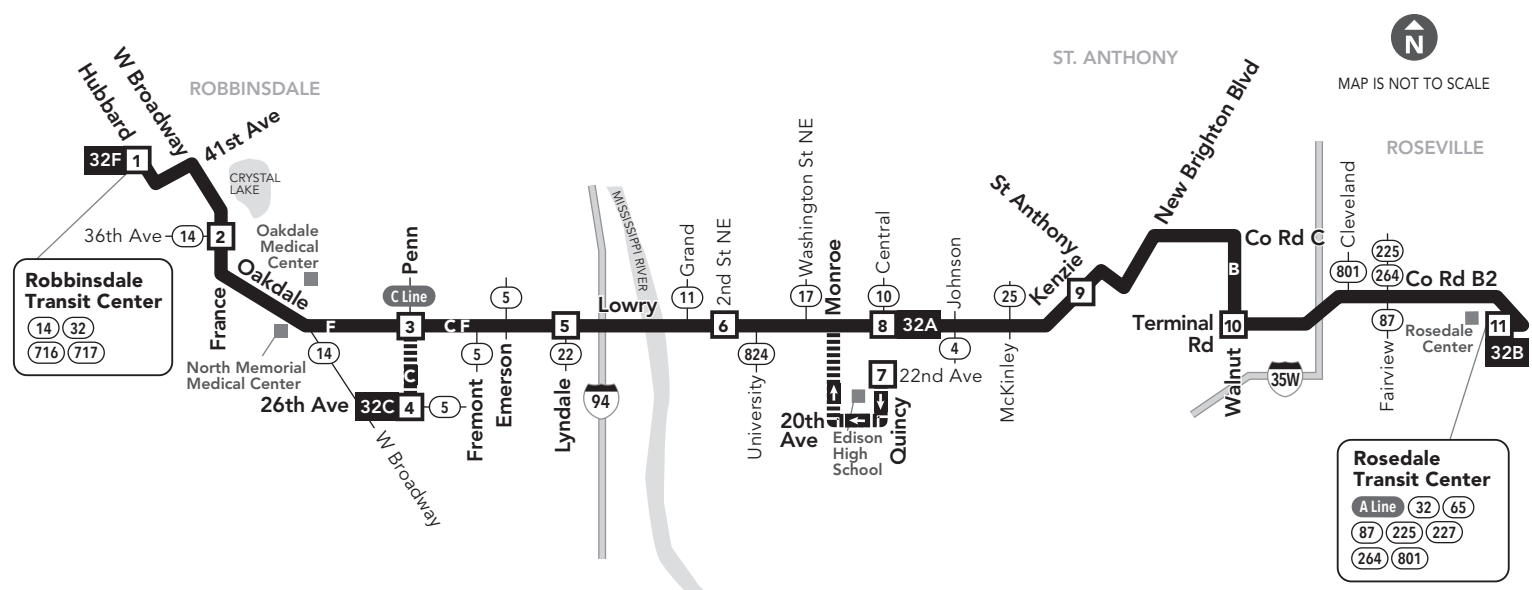 N
MAP IS NOT TO SCALE
ROBBINSDALE
ST. ANTHONY
ROSEVILLE
Hubbard
W Broadway
41st Ave
32F 1
CRYSTAL
LAKE
36th Ave 14 2
Oakdale
Medical
Center
Robbinsdale
Transit Center
14 32
716 717
France
Oakdale
North Memorial
Medical Center
F
14
Penn
C Line
3
C F
C
26th Ave 32C 4 5
W Broadway
5
Fremont
5
Emerson
5
22
Lyndale
94
Lowry
MISSISSIPPI RIVER
Grand
11
2nd St NE
6
824
University
Washington St NE
17
Monroe
20th
Ave
Edison
High
School
7 22nd Ave
Quincy
Central
10
8 32A
Johnson
4
25
McKinley
St Anthony
Kenzie
9
New Brighton Blvd
Co Rd C
B
Terminal
Rd
10
Walnut
35W
Cleveland
801
225
264
Co Rd B2
87
Fairview
Rosedale
Center
11
32B
Rosedale
Transit Center
A Line 32 65
87 225 227
264 801